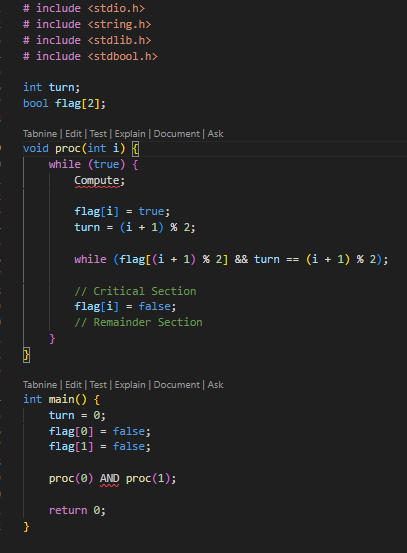 # include <stdio.h>
# include <string.h>
# include <stdlib.h>
# include <stdbool.h>
int turn;
bool flag[2];
Tabnine | Edit | Test | Explain | Document | Ask
void proc(int i) {
while (true) {
Compute;
flag[i] = true;
turn = (i + 1) % 2;
while (flag[(i + 1) % 2] && turn == (i + 1) % 2);
// Critical Section
flag[i] = false;
// Remainder Section
}
}
Tabnine | Edit | Test | Explain | Document | Ask
int main() {
turn = 0;
flag[0] = false;
flag[1] = false;
proc(0) AND proc(1);
return 0;
}